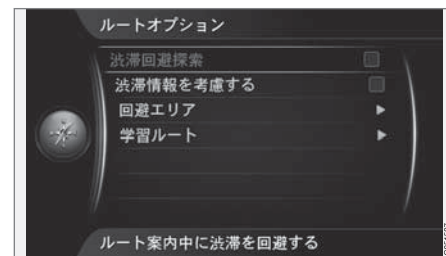 ルートオプション
渋滞回避探索
渋滞情報を考慮する
回避エリア
学習ルート
ルート案内中に渋滞を回避する